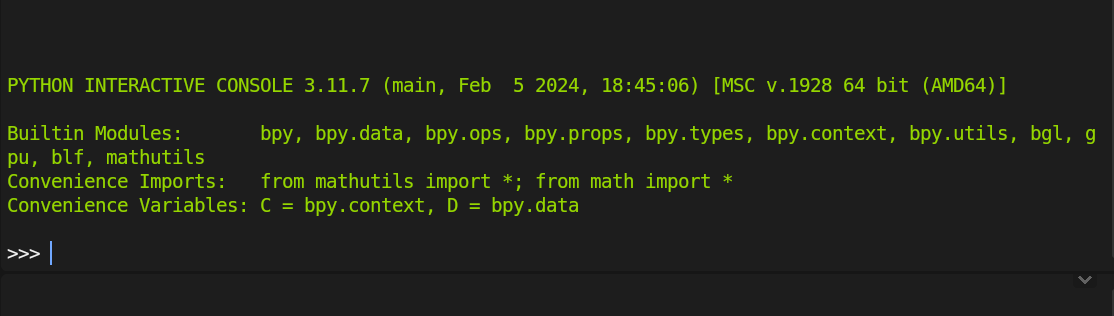 PYTHON INTERACTIVE CONSOLE 3.11.7 (main, Feb  5 2024, 18:45:06) [MSC v.1928 64 bit (AMD64)]
Builtin Modules:       bpy, bpy.data, bpy.ops, bpy.props, bpy.types, bpy.context, bpy.utils, bgl, g
pu, blf, mathutils
Convenience Imports:   from mathutils import *; from math import *
Convenience Variables: C = bpy.context, D = bpy.data
>>>